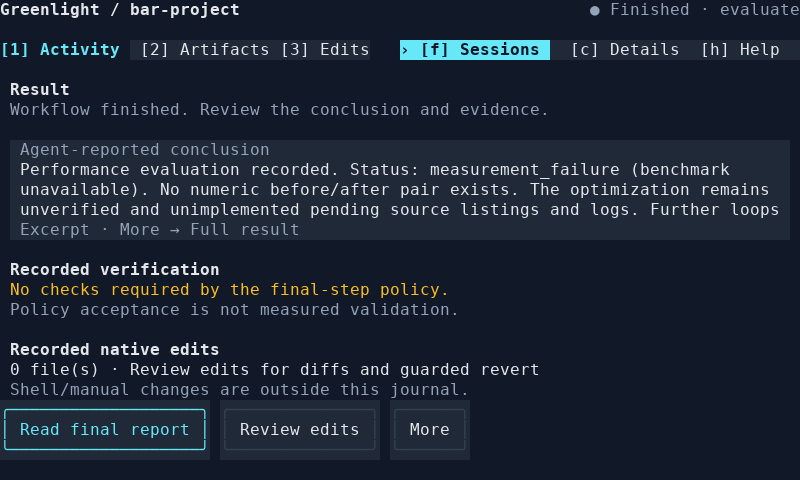 Greenlight / bar-project ● Finished · evaluate
[1] Activity [2] Artifacts [3] Edits › [f] Sessions [c] Details [h] Help
Result
Workflow finished. Review the conclusion and evidence.
Agent-reported conclusion
Performance evaluation recorded. Status: measurement_failure (benchmark
unavailable). No numeric before/after pair exists. The optimization remains
unverified and unimplemented pending source listings and logs. Further loops
Excerpt · More → Full result
Recorded verification
No checks required by the final-step policy.
Policy acceptance is not measured validation.
Recorded native edits
0 file(s) · Review edits for diffs and guarded revert
Shell/manual changes are outside this journal.
Read final report Review edits More